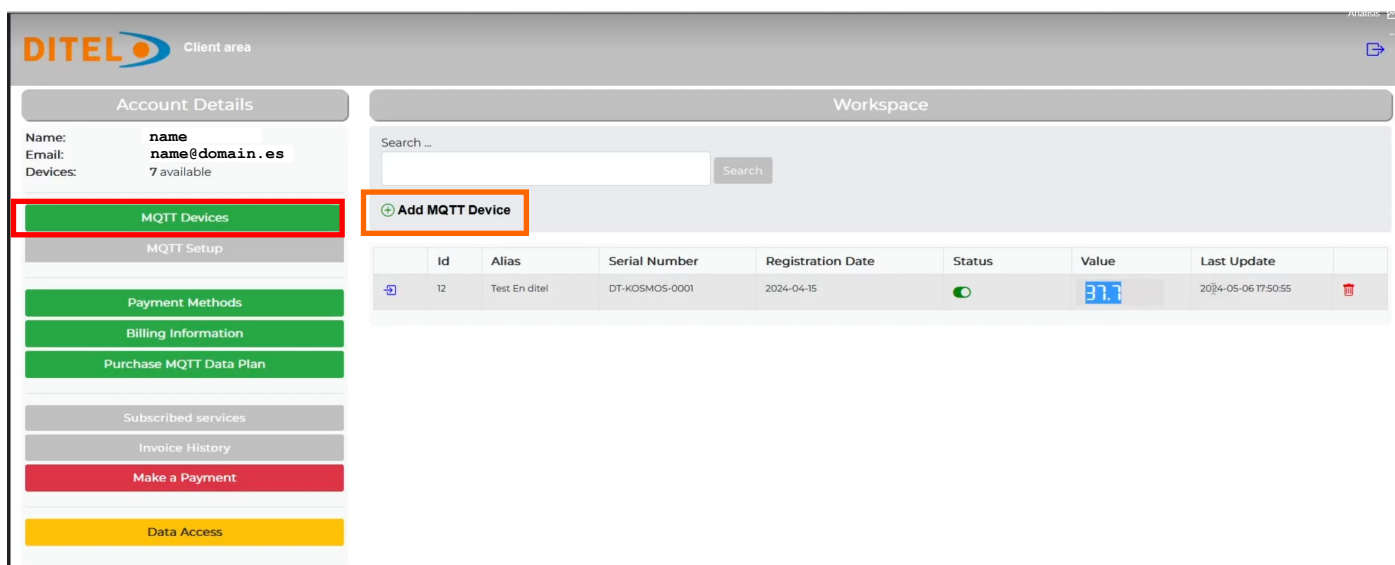 Analisis
DITEL Client area
Account Details
Name: name
Email: name@domain.es
Devices: 7 available
MQTT Devices
MQTT Setup
Payment Methods
Billing Information
Purchase MQTT Data Plan
Subscribed services
Invoice History
Make a Payment
Data Access
Workspace
Search ...
Search
Add MQTT Device
Id Alias Serial Number Registration Date Status Value Last Update
12 Test En ditel DT-KOSMOS-0001 2024-04-15 37.7 2024-05-06 17:50:55